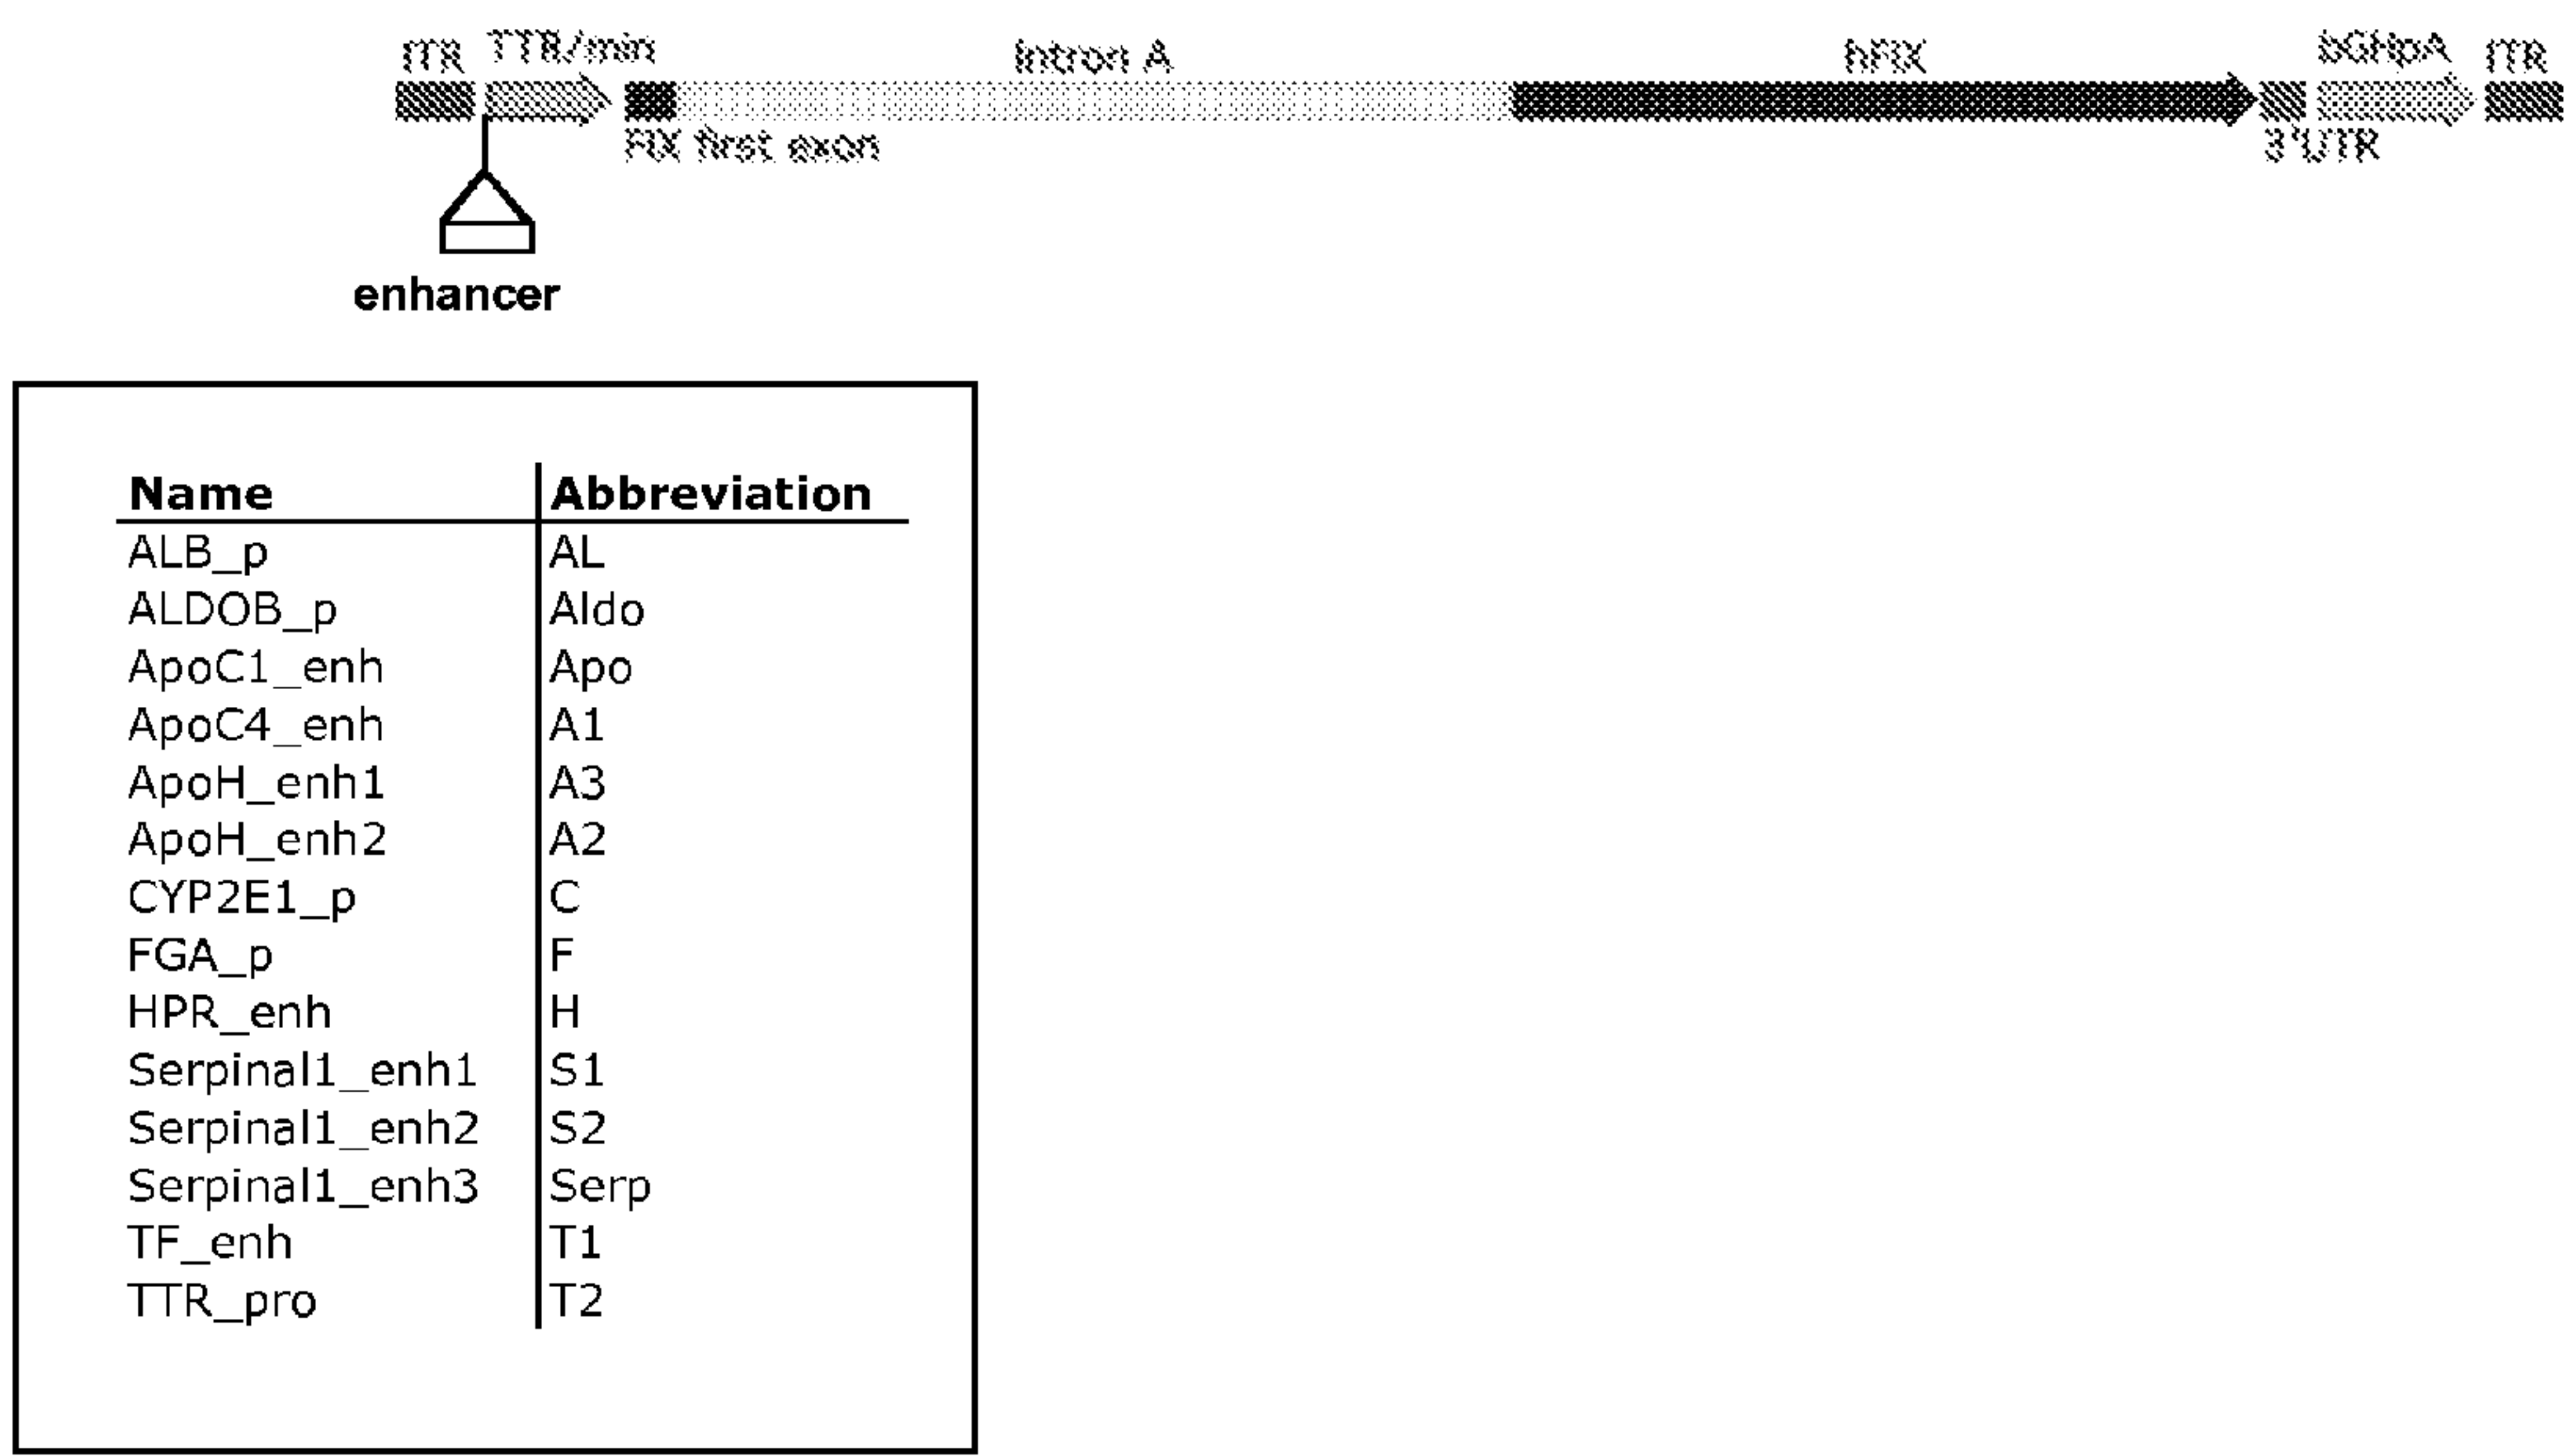 ITR TTR/min Intron A hFIX bGHpA ITR
FIX first exon 3'UTR
enhancer
Name Abbreviation
ALB_p AL
ALDOB_p Aldo
ApoC1_enh Apo
ApoC4_enh A1
ApoH_enh1 A3
ApoH_enh2 A2
CYP2E1_p C
FGA_p F
HPR_enh H
Serpinal1_enh1 S1
Serpinal1_enh2 S2
Serpinal1_enh3 Serp
TF_enh T1
TTR_pro T2